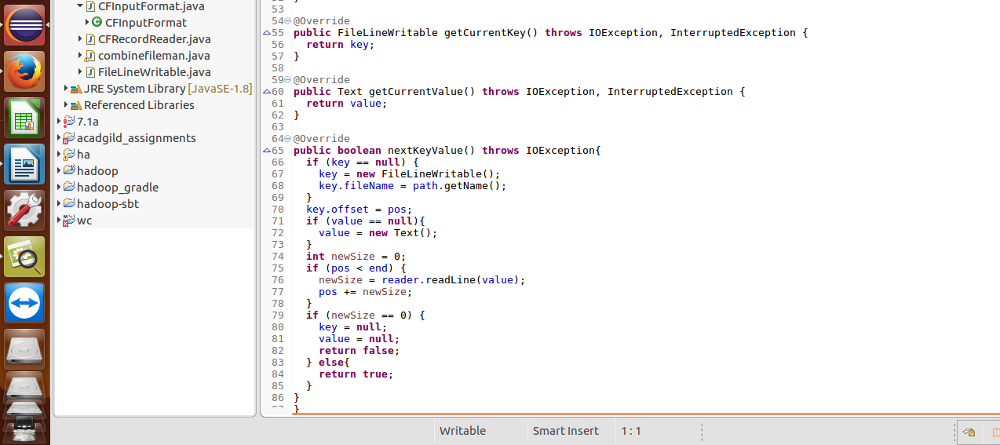 CFInputFormat.java
CFInputFormat
CFRecordReader.java
combinefileman.java
FileLineWritable.java
JRE System Library [JavaSE-1.8]
Referenced Libraries
7.1a
acadgild_assignments
ha
hadoop
hadoop_gradle
hadoop-sbt
wc
53
54 @Override
55 public FileLineWritable getCurrentKey() throws IOException, InterruptedException {
56 return key;
57 }
58
59 @Override
60 public Text getCurrentValue() throws IOException, InterruptedException {
61 return value;
62 }
63
64 @Override
65 public boolean nextKeyValue() throws IOException{
66 if (key == null) {
67 key = new FileLineWritable();
68 key.fileName = path.getName();
69 }
70 key.offset = pos;
71 if (value == null){
72 value = new Text();
73 }
74 int newSize = 0;
75 if (pos < end) {
76 newSize = reader.readLine(value);
77 pos += newSize;
78 }
79 if (newSize == 0) {
80 key = null;
81 value = null;
82 return false;
83 } else{
84 return true;
85 }
86 }
}
Writable Smart Insert 1 : 1